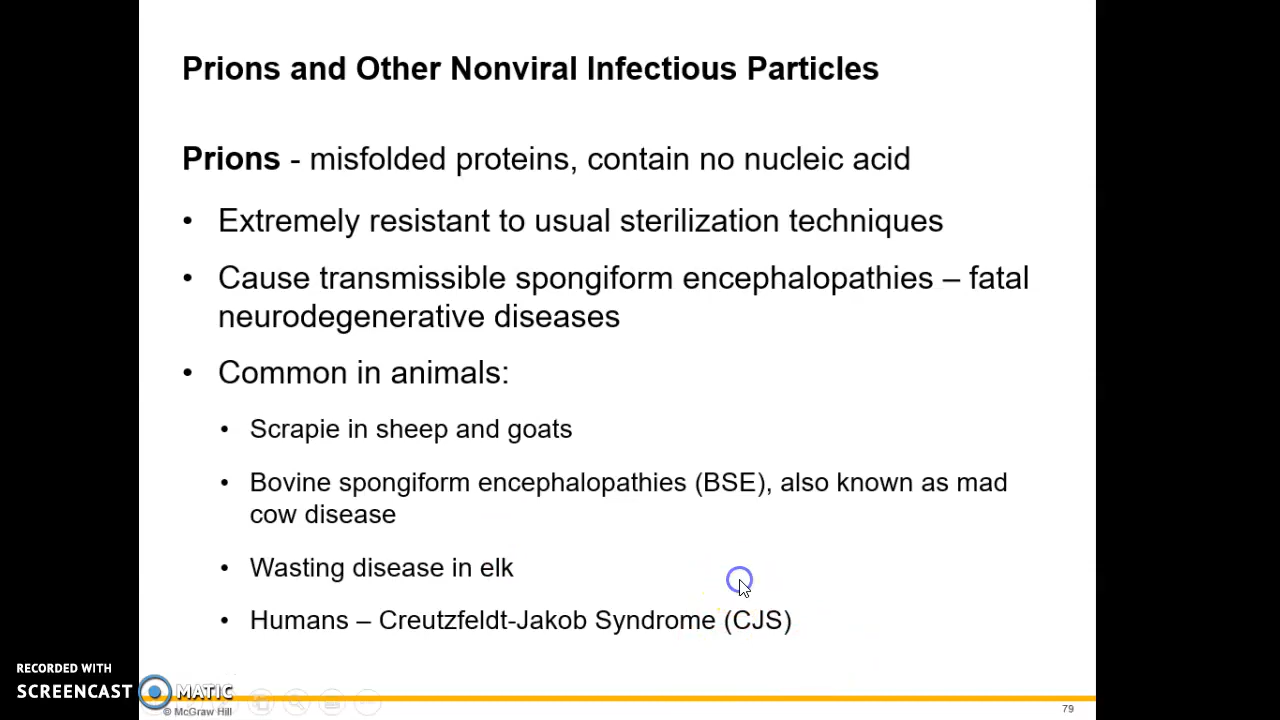 Prions and Other Nonviral Infectious Particles
Prions - misfolded proteins, contain no nucleic acid
• Extremely resistant to usual sterilization techniques
• Cause transmissible spongiform encephalopathies – fatal
neurodegenerative diseases
• Common in animals:
• Scrapie in sheep and goats
• Bovine spongiform encephalopathies (BSE), also known as mad
cow disease
• Wasting disease in elk
• Humans – Creutzfeldt-Jakob Syndrome (CJS)
RECORDED WITH
SCREENCAST MATIC
© McGraw Hill
79